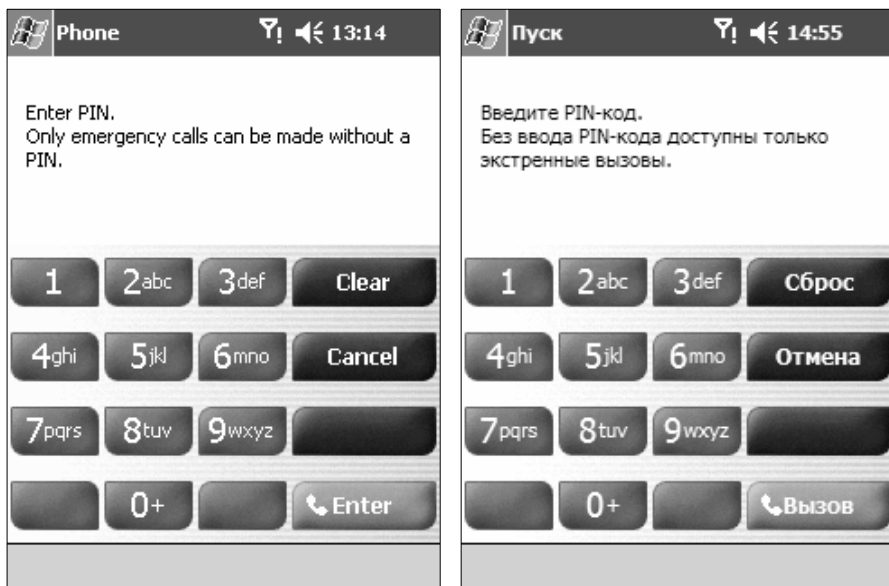 Phone 13:14
Enter PIN.
Only emergency calls can be made without a
PIN.
1 2abc 3def Clear
4ghi 5jkl 6mno Cancel
7pqrs 8tuv 9wxyz
0+ Enter
Пуск 14:55
Введите PIN-код.
Без ввода PIN-кода доступны только
экстренные вызовы.
1 2abc 3def Сброс
4ghi 5jkl 6mno Отмена
7pqrs 8tuv 9wxyz
0+ Вызов